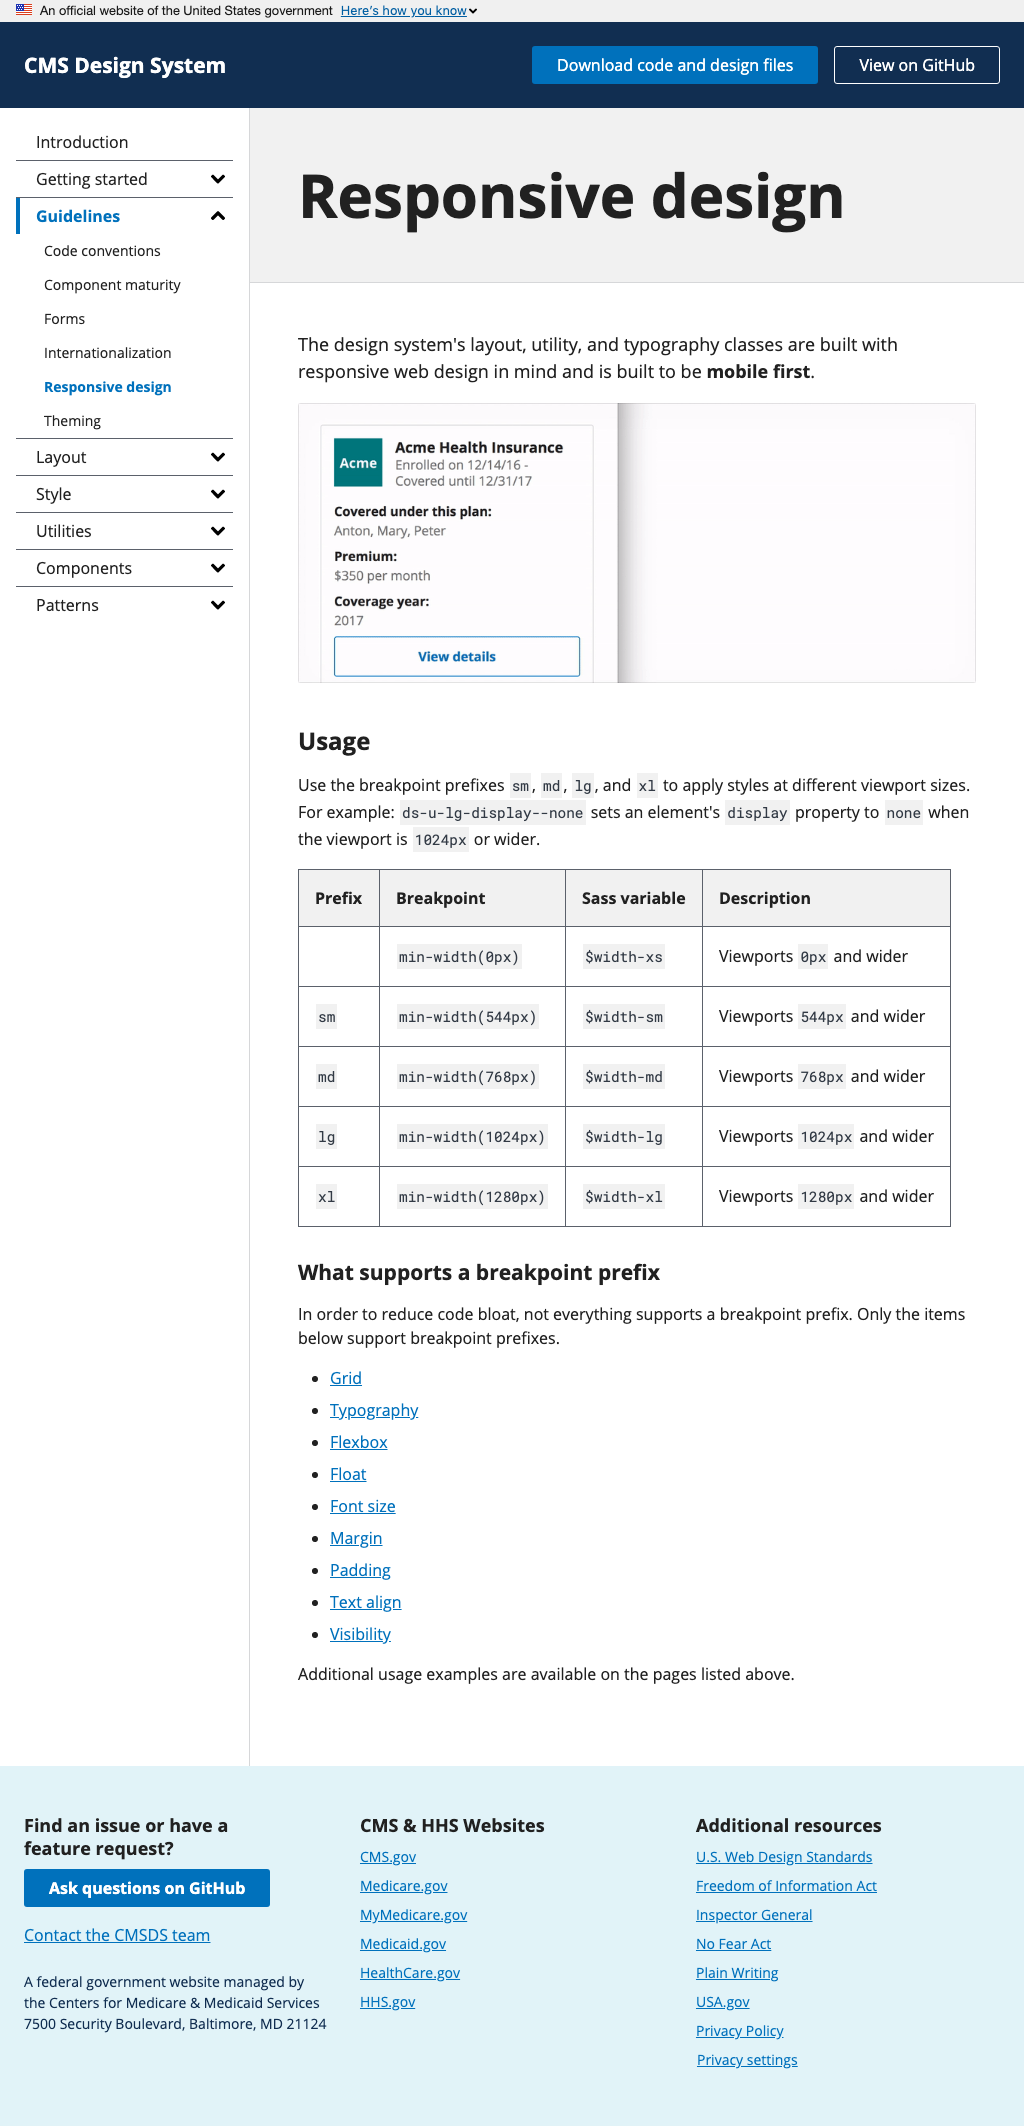 An official website of the United States government Here's how you know
CMS Design System
Download code and design files
View on GitHub
Introduction
Getting started
Guidelines
Code conventions
Component maturity
Forms
Internationalization
Responsive design
Theming
Layout
Style
Utilities
Components
Patterns
Responsive design
The design system's layout, utility, and typography classes are built with
responsive web design in mind and is built to be mobile first.
Acme
Acme Health Insurance
Enrolled on 12/14/16 -
Covered until 12/31/17
Covered under this plan:
Anton, Mary, Peter
Premium:
$350 per month
Coverage year:
2017
View details
Usage
Use the breakpoint prefixes sm, md, lg, and xl to apply styles at different viewport sizes.
For example: ds-u-lg-display--none sets an element's display property to none when
the viewport is 1024px or wider.
Prefix Breakpoint Sass variable Description
min-width(0px) $width-xs Viewports 0px and wider
sm min-width(544px) $width-sm Viewports 544px and wider
md min-width(768px) $width-md Viewports 768px and wider
lg min-width(1024px) $width-lg Viewports 1024px and wider
xl min-width(1280px) $width-xl Viewports 1280px and wider
What supports a breakpoint prefix
In order to reduce code bloat, not everything supports a breakpoint prefix. Only the items
below support breakpoint prefixes.
Grid
Typography
Flexbox
Float
Font size
Margin
Padding
Text align
Visibility
Additional usage examples are available on the pages listed above.
Find an issue or have a
feature request?
Ask questions on GitHub
Contact the CMSDS team
A federal government website managed by
the Centers for Medicare & Medicaid Services
7500 Security Boulevard, Baltimore, MD 21124
CMS & HHS Websites
CMS.gov
Medicare.gov
MyMedicare.gov
Medicaid.gov
HealthCare.gov
HHS.gov
Additional resources
U.S. Web Design Standards
Freedom of Information Act
Inspector General
No Fear Act
Plain Writing
USA.gov
Privacy Policy
Privacy settings